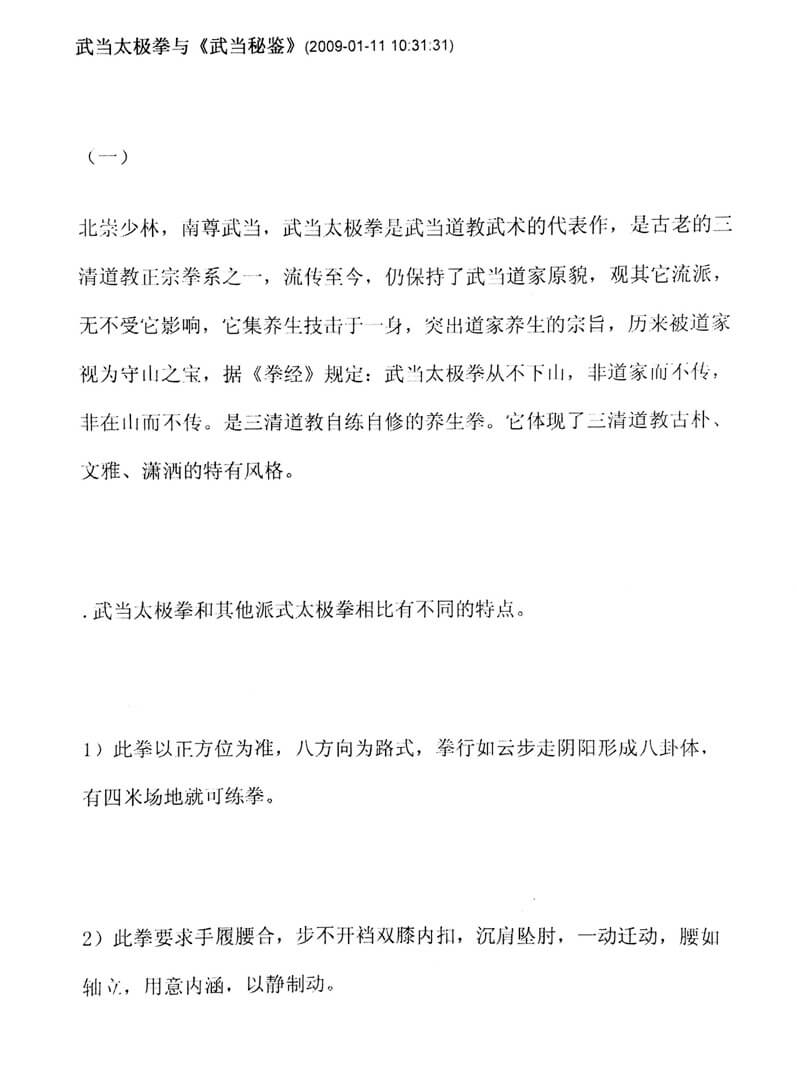 武当太极拳与《武当秘鉴》(2009-01-11 10:31:31)
（一）
北崇少林，南尊武当，武当太极拳是武当道教武术的代表作，是古老的三
清道教正宗拳系之一，流传至今，仍保持了武当道家原貌，观其它流派，
无不受它影响，它集养生技击于一身，突出道家养生的宗旨，历来被道家
视为守山之宝，据《拳经》规定：武当太极拳从不下山，非道家而不传，
非在山而不传。是三清道教自练自修的养生拳。它体现了三清道教古朴、
文雅、潇洒的特有风格。
.武当太极拳和其他派式太极拳相比有不同的特点。
1）此拳以正方位为准，八方向为路式，拳行如云步走阴阳形成八卦体，
有四米场地就可练拳。
2）此拳要求手履腰合，步不开裆双膝内扣，沉肩坠肘，一动迁动，腰如
轴立，用意内涵，以静制动。